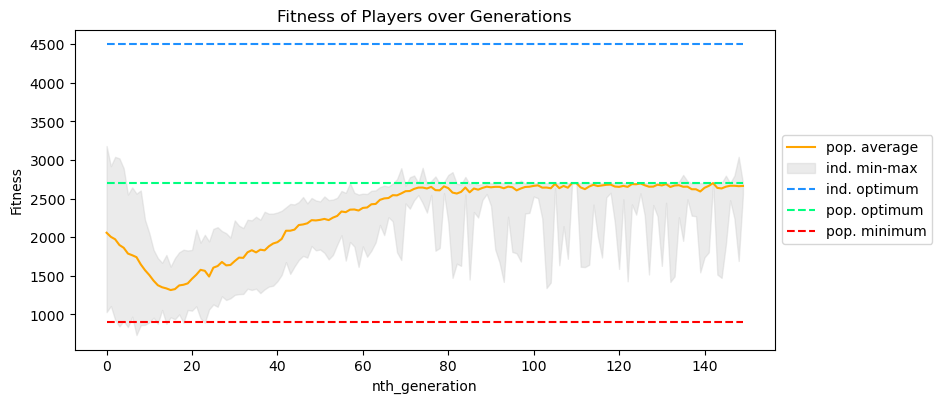 Fitness of Players over Generations
4500
4000
3500
3000
2500
2000
1500
1000
Fitness
0
20
40
60
80
100
120
140
nth_generation
pop. average
ind. min-max
ind. optimum
pop. optimum
pop. minimum